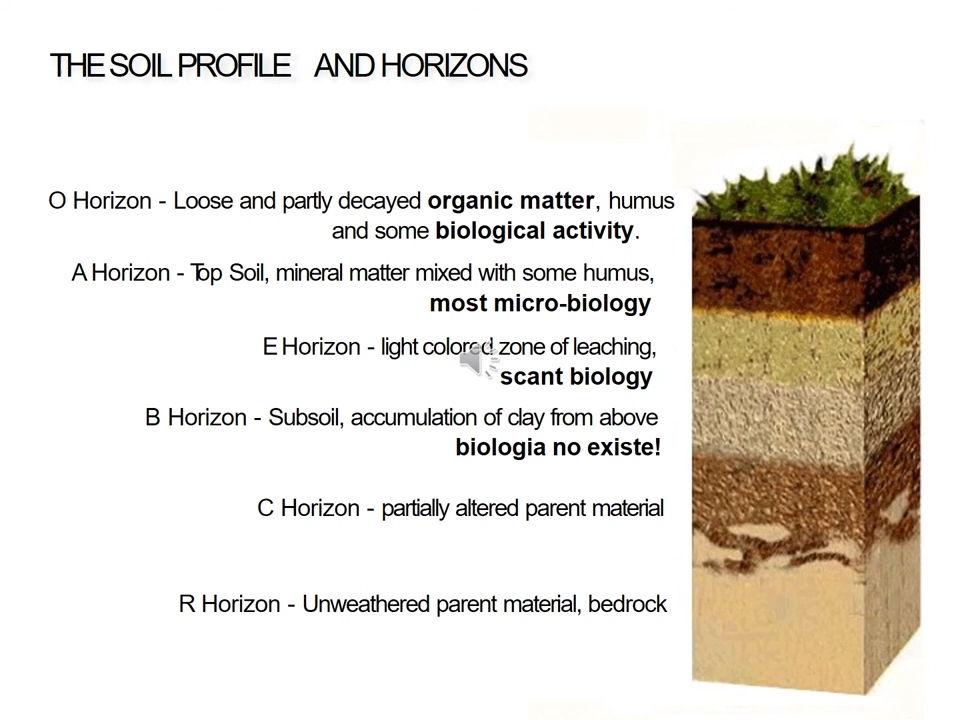 THE SOIL PROFILE AND HORIZONS
O Horizon - Loose and partly decayed organic matter, humus
and some biological activity.
A Horizon - Top Soil, mineral matter mixed with some humus,
most micro-biology
E Horizon - light colored zone of leaching,
scant biology
B Horizon - Subsoil, accumulation of clay from above
biologia no existe!
C Horizon - partially altered parent material
R Horizon - Unweathered parent material, bedrock